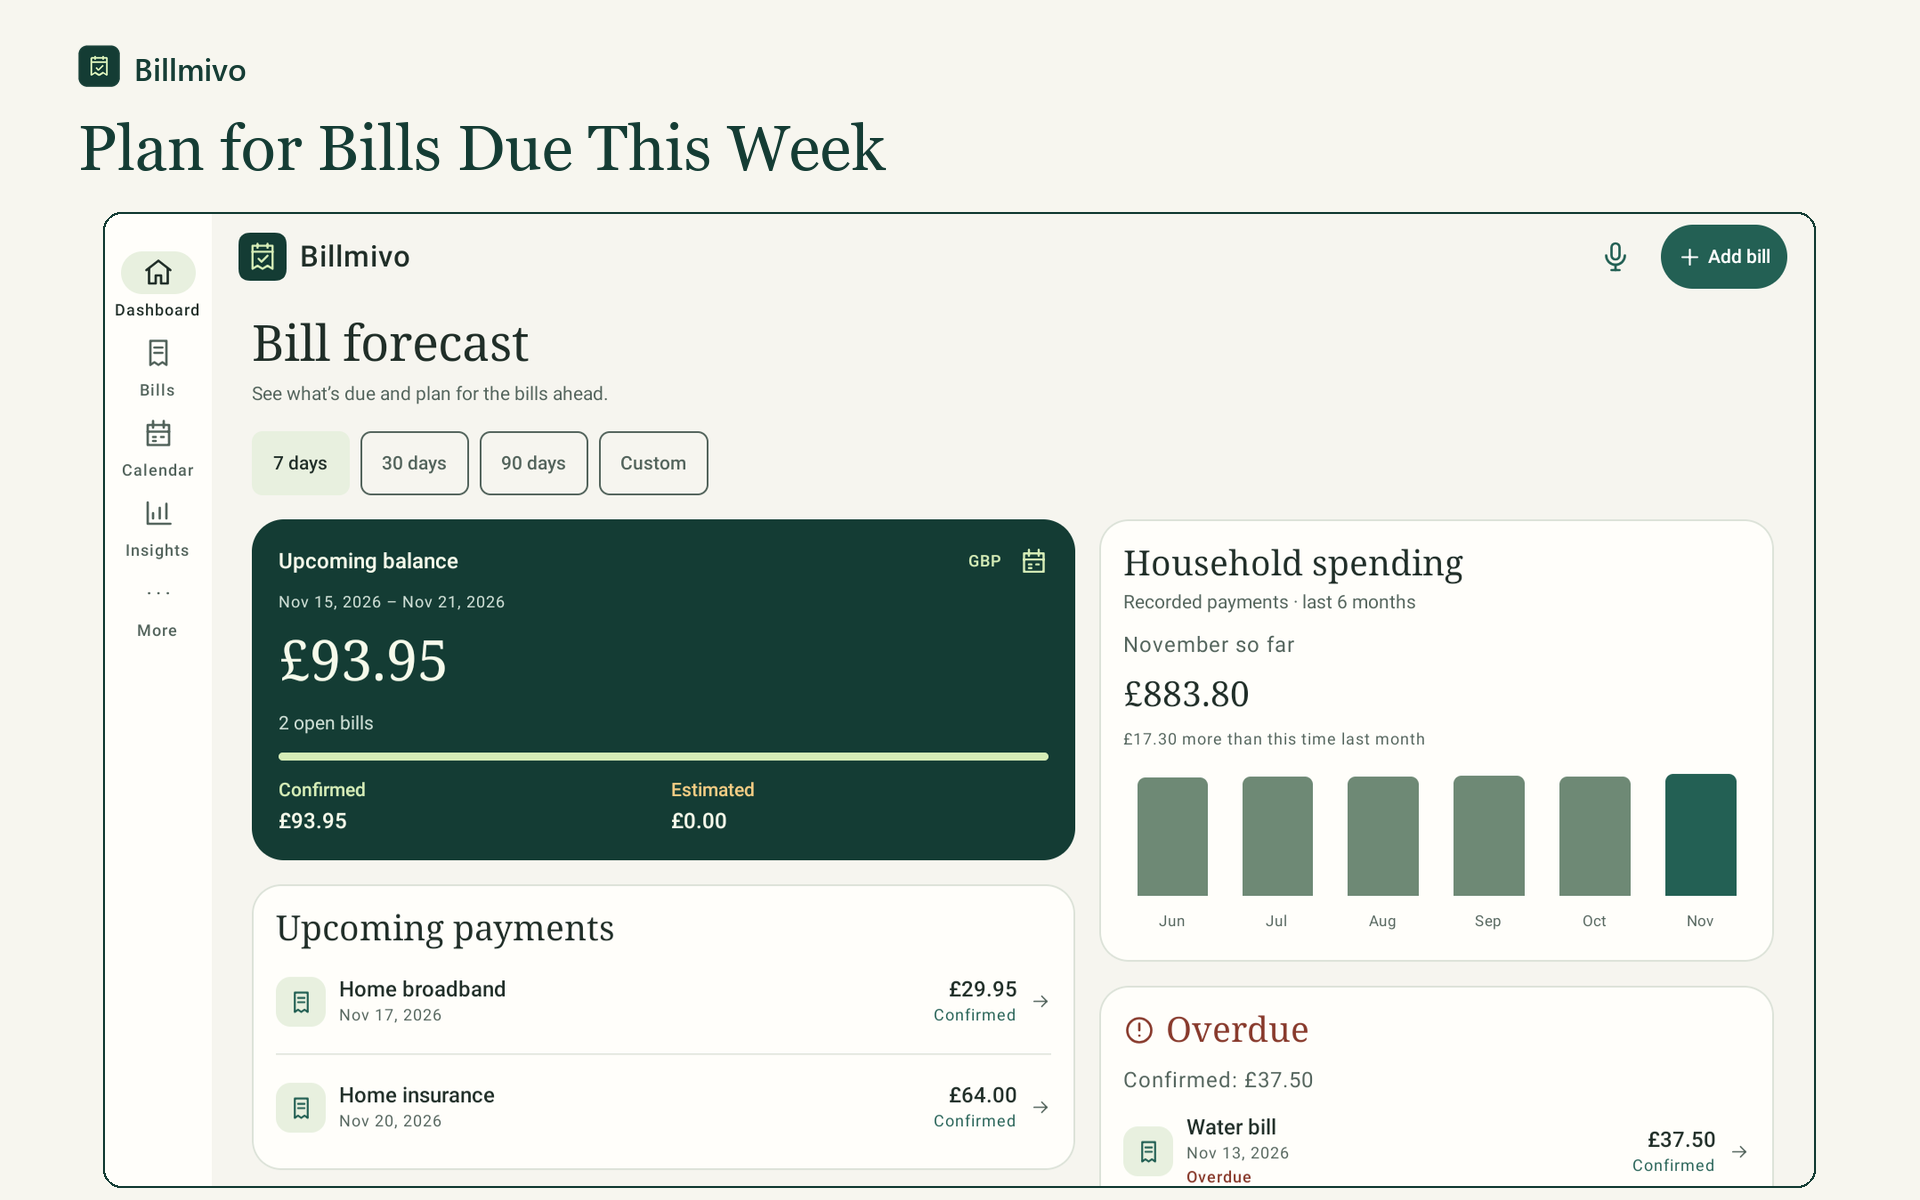 Billmivo
Plan for Bills Due This Week
Dashboard
Bills
Calendar
Insights
More
Billmivo
Add bill
Bill forecast
See what’s due and plan for the bills ahead.
7 days
30 days
90 days
Custom
Upcoming balance
GBP
Nov 15, 2026 – Nov 21, 2026
£93.95
2 open bills
Confirmed
Estimated
£93.95
£0.00
Upcoming payments
Home broadband
£29.95
Nov 17, 2026
Confirmed
Home insurance
£64.00
Nov 20, 2026
Confirmed
Household spending
Recorded payments · last 6 months
November so far
£883.80
£17.30 more than this time last month
Jun
Jul
Aug
Sep
Oct
Nov
Overdue
Confirmed: £37.50
Water bill
£37.50
Nov 13, 2026
Confirmed
Overdue